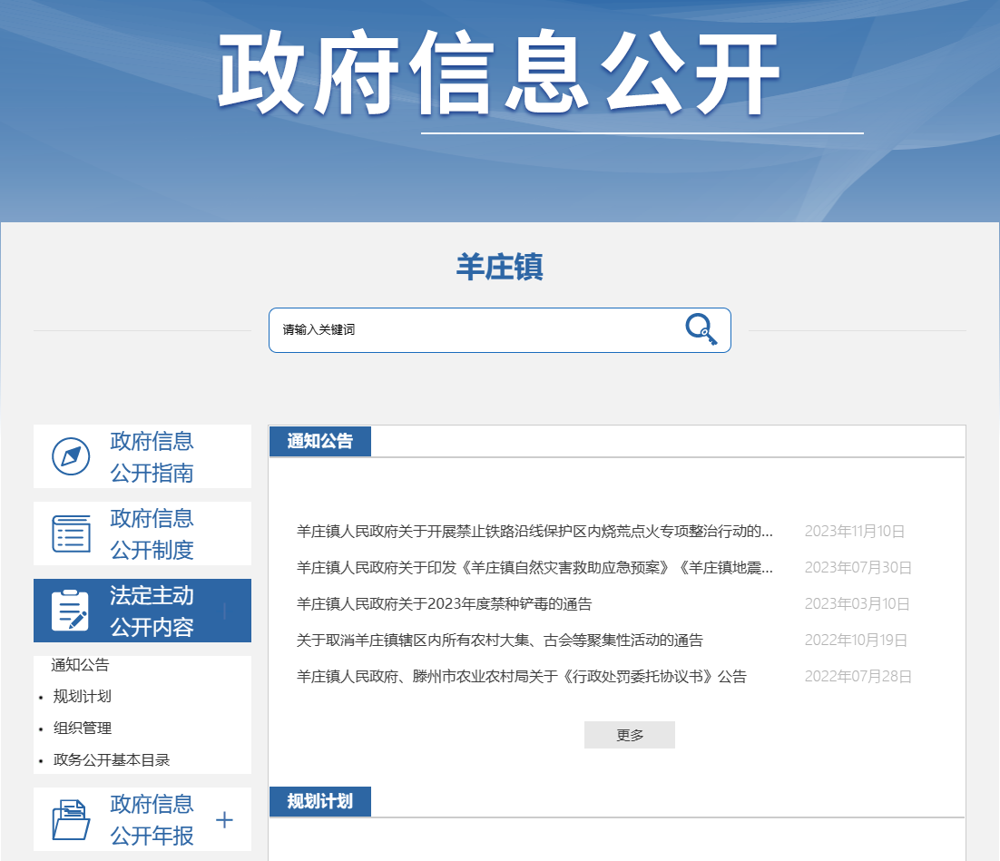 政府信息公开
羊庄镇
请输入关键词
政府信息
公开指南
政府信息
公开制度
法定主动
公开内容
通知公告
• 规划计划
• 组织管理
• 政务公开基本目录
政府信息
公开年报
通知公告
羊庄镇人民政府关于开展禁止铁路沿线保护区内烧荒点火专项整治行动的... 2023年11月10日
羊庄镇人民政府关于印发《羊庄镇自然灾害救助应急预案》《羊庄镇地震... 2023年07月30日
羊庄镇人民政府关于2023年度禁种铲毒的通告 2023年03月10日
关于取消羊庄镇辖区内所有农村大集、古会等聚集性活动的通告 2022年10月19日
羊庄镇人民政府、滕州市农业农村局关于《行政处罚委托协议书》公告 2022年07月28日
更多
规划计划